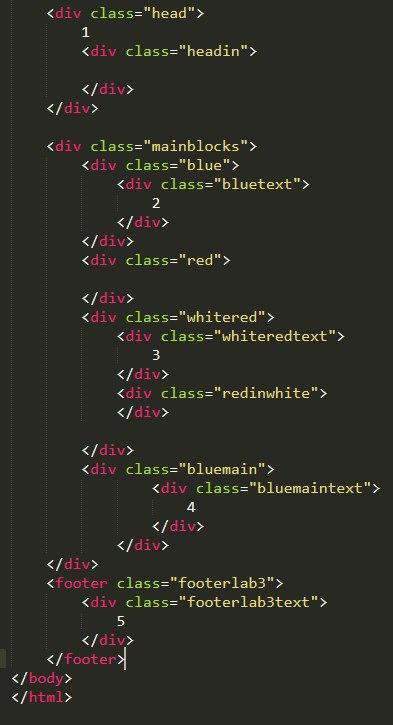 <div class="head">
1
<div class="headin">
</div>
</div>
<div class="mainblocks">
<div class="blue">
<div class="bluetext">
2
</div>
</div>
<div class="red">
</div>
<div class="whitered">
<div class="whiteredtext">
3
</div>
<div class="redinwhite">
</div>
</div>
<div class="bluemain">
<div class="bluemaintext">
4
</div>
</div>
</div>
<footer class="footerlab3">
<div class="footerlab3text">
5
</div>
</footer>
</body>
</html>